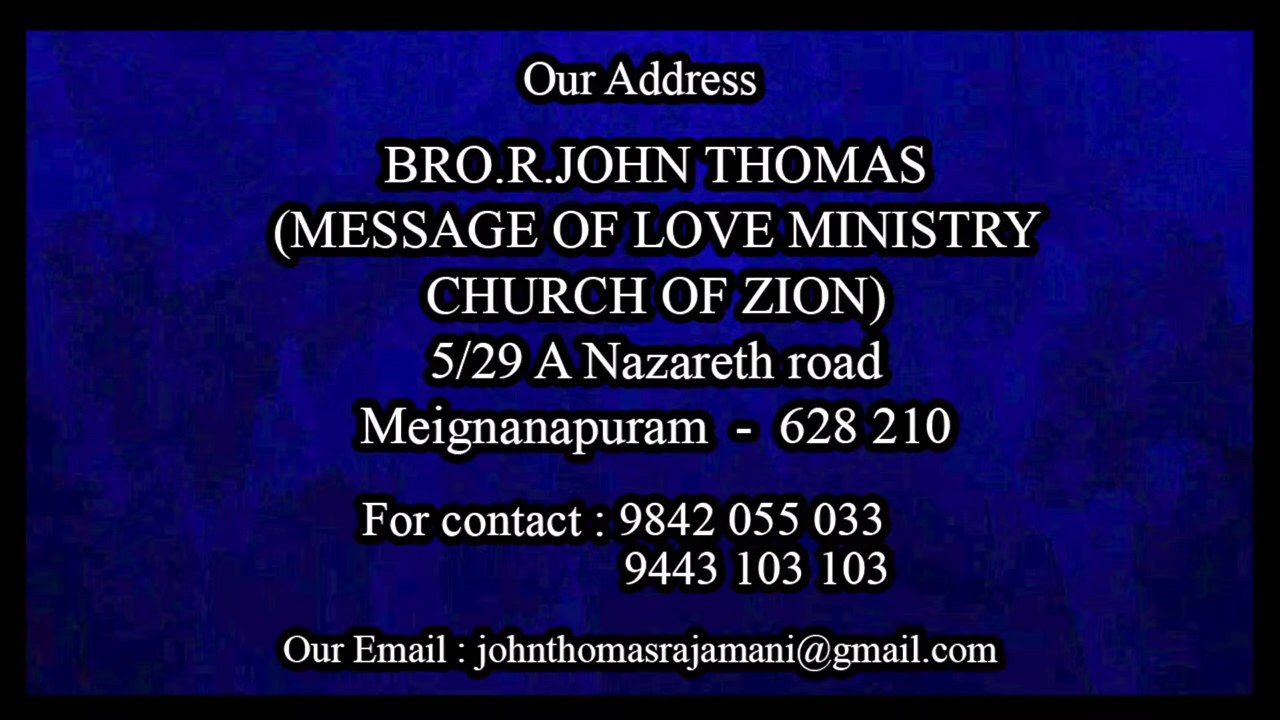 Our Address
BRO.R.JOHN THOMAS
(MESSAGE OF LOVE MINISTRY
CHURCH OF ZION)
5/29 A Nazareth road
Meignanapuram - 628 210
For contact : 9842 055 033
9443 103 103
Our Email : johnthomasrajamani@gmail.com